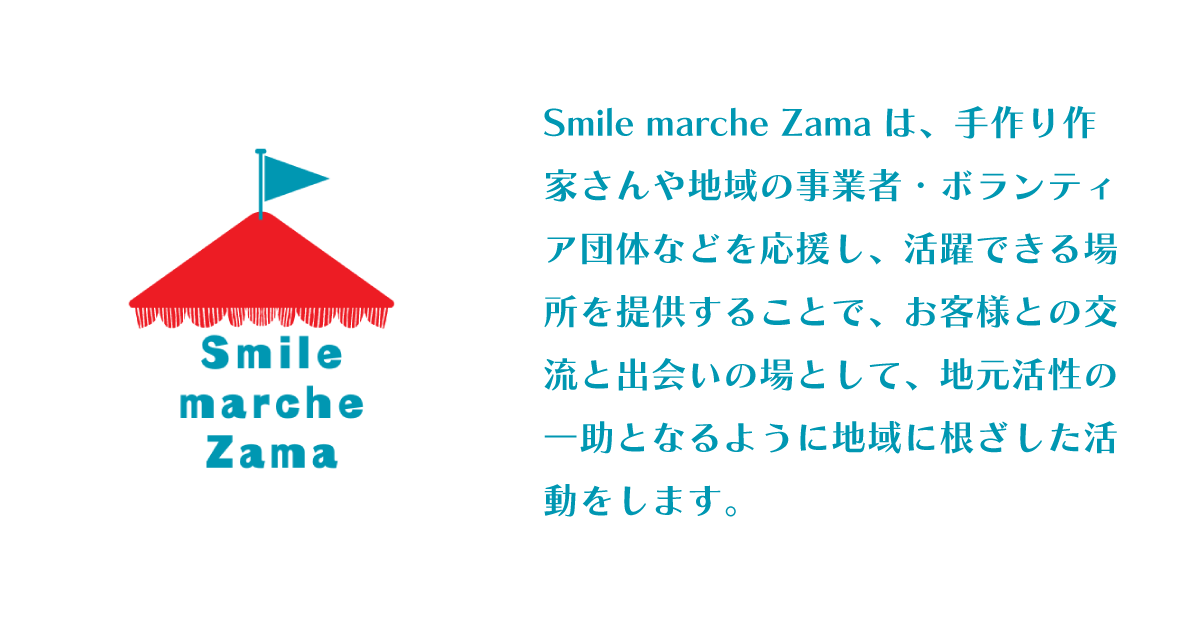 Smile
marche
Zama
Smile marche Zama は、手作り作
家さんや地域の事業者・ボランティ
ア団体などを応援し、活躍できる場
所を提供することで、お客様との交
流と出会いの場として、地元活性の
一助となるように地域に根ざした活
動をします。